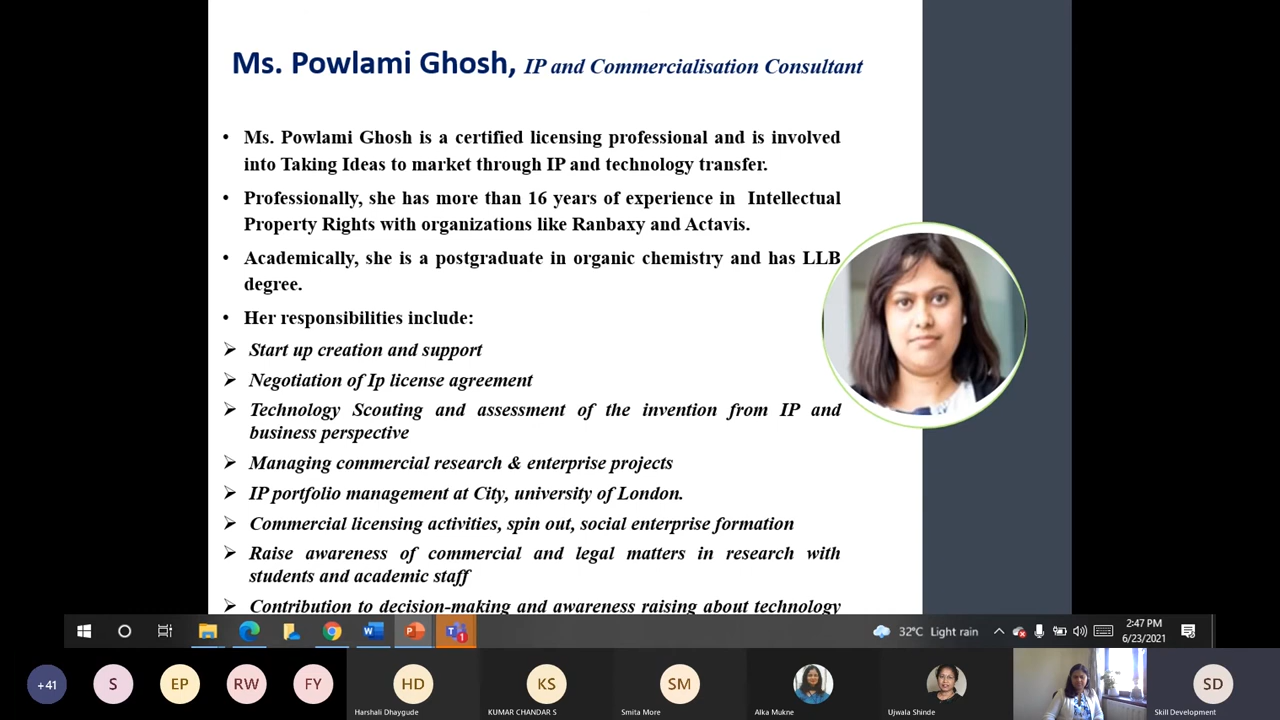 Ms. Powlami Ghosh, IP and Commercialisation Consultant
• Ms. Powlami Ghosh is a certified licensing professional and is involved
into Taking Ideas to market through IP and technology transfer.
• Professionally, she has more than 16 years of experience in Intellectual
Property Rights with organizations like Ranbaxy and Actavis.
• Academically, she is a postgraduate in organic chemistry and has LLB
degree.
• Her responsibilities include:
➢ Start up creation and support
➢ Negotiation of Ip license agreement
➢ Technology Scouting and assessment of the invention from IP and
business perspective
➢ Managing commercial research & enterprise projects
➢ IP portfolio management at City, university of London.
➢ Commercial licensing activities, spin out, social enterprise formation
➢ Raise awareness of commercial and legal matters in research with
students and academic staff
➢ Contribution to decision-making and awareness raising about technology
32°C Light rain
2:47 PM
6/23/2021
+41 S EP RW FY HD KS SM SD
Harshali Dhaygude KUMAR CHANDAR S Smita More Alka Mukne Ujwala Shinde Skill Development